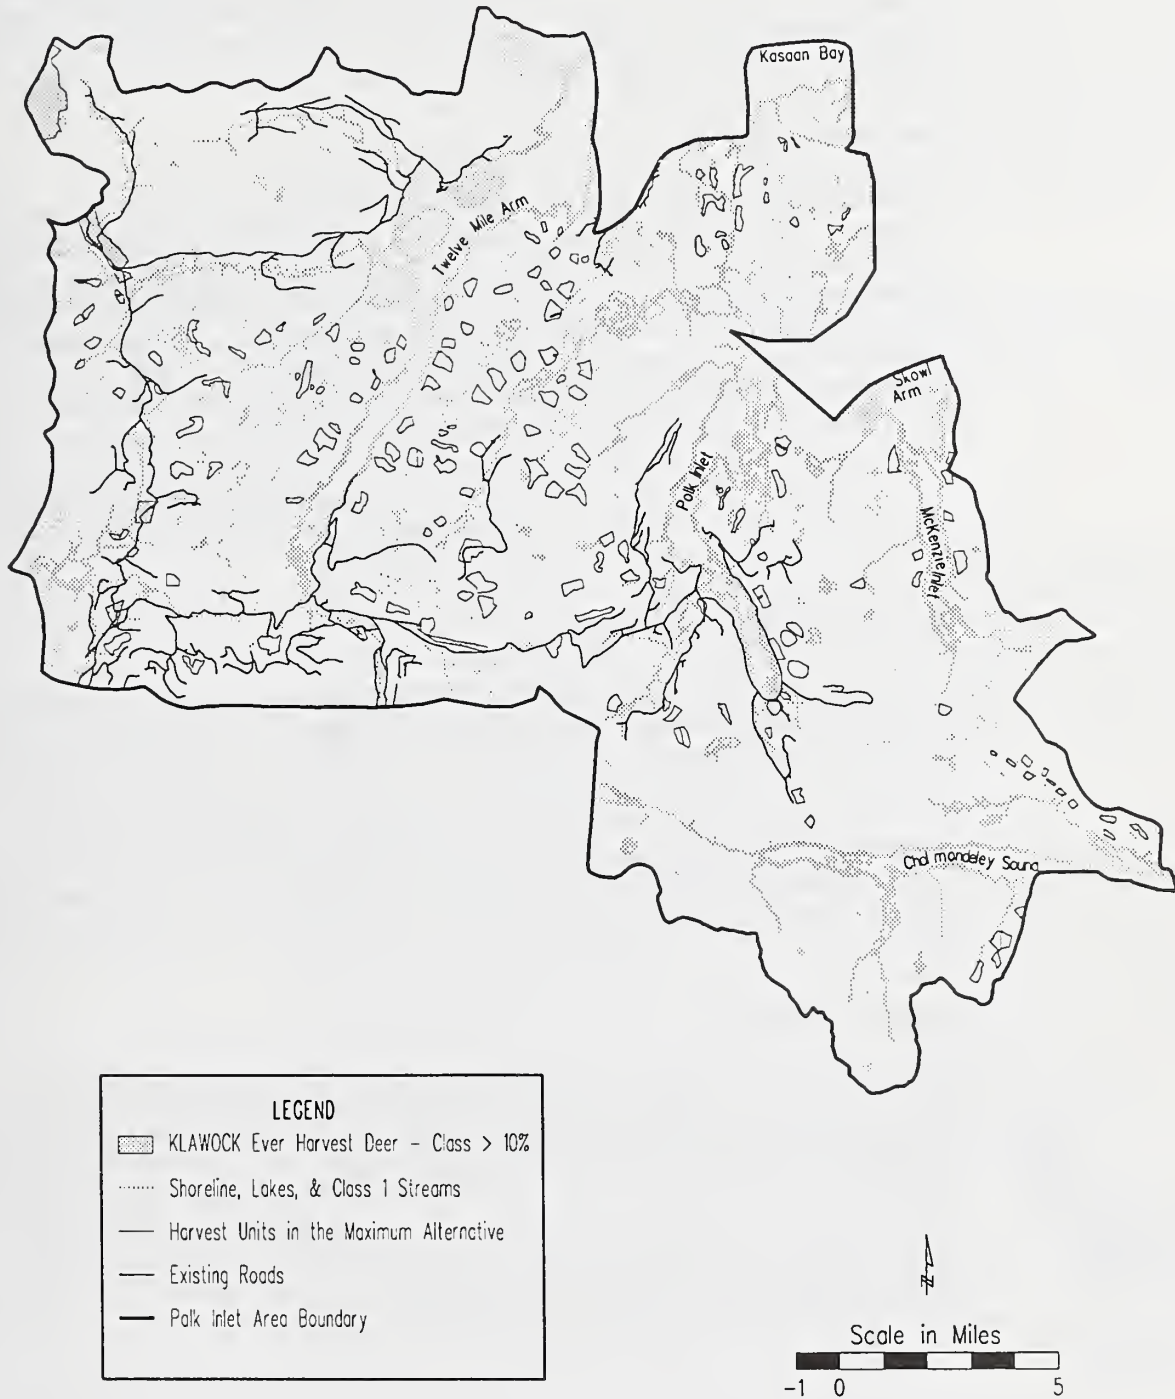 Kasaan Bay
Twelve Mile Arm
Skowl
Arm
Polk Inlet
McKenzie Inlet
Cholmondeley Sound
LEGEND
KLAWOCK Ever Harvest Deer - Class > 10%
Shoreline, Lakes, & Class 1 Streams
Harvest Units in the Maximum Alternative
Existing Roads
Polk Inlet Area Boundary
N
Scale in Miles
-1 0 5